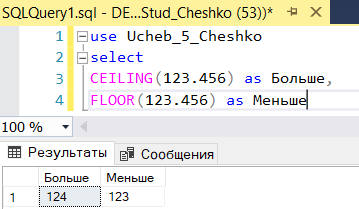 SQLQuery1.sql - DE...Stud_Cheshko (53))*
1 use Ucheb_5_Cheshko
2 select
3 CEILING(123.456) as Больше,
4 FLOOR(123.456) as Меньше
100 %
Результаты Сообщения
Больше Меньше
1 124 123